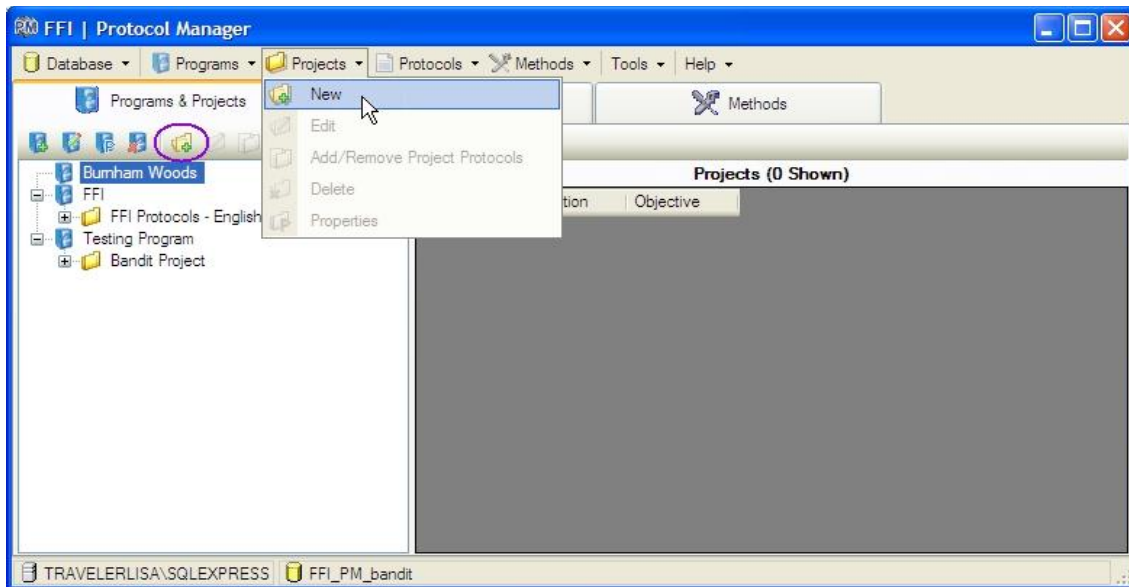 FFI | Protocol Manager
Database Programs Projects Protocols Methods Tools Help
Programs & Projects Methods
New
Edit
Add/Remove Project Protocols
Delete
Properties
Projects (0 Shown)
Objective
Burnham Woods
FFI
FFI Protocols - English
Testing Program
Bandit Project
TRAVELERLISA\SQLEXPRESS FFI_PM_bandit